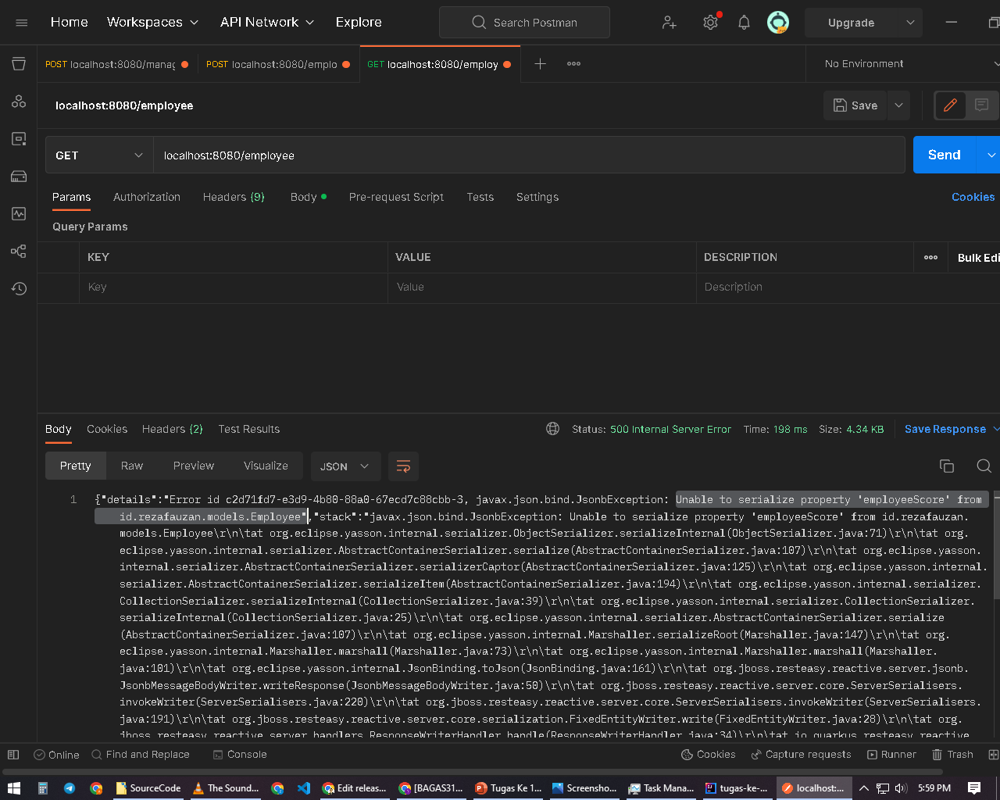 Home Workspaces API Network Explore Search Postman Upgrade
POST localhost:8080/manag POST localhost:8080/emplo GET localhost:8080/employ No Environment
localhost:8080/employee Save
GET localhost:8080/employee Send
Params Authorization Headers (9) Body Pre-request Script Tests Settings Cookies
Query Params
KEY VALUE DESCRIPTION Bulk Edi
Key Value Description
Body Cookies Headers (2) Test Results Status: 500 Internal Server Error Time: 198 ms Size: 4.34 KB Save Response
Pretty Raw Preview Visualize JSON
1 {"details":"Error id c2d71fd7-e3d9-4b80-88a0-67ecd7c88cbb-3, javax.json.bind.JsonbException: Unable to serialize property 'employeeScore' from
id.rezafauzan.models.Employee","stack":"javax.json.bind.JsonbException: Unable to serialize property 'employeeScore' from id.rezafauzan.
models.Employee\r\n\tat org.eclipse.yasson.internal.serializer.ObjectSerializer.serializeInternal(ObjectSerializer.java:71)\r\n\tat org.
eclipse.yasson.internal.serializer.AbstractContainerSerializer.serialize(AbstractContainerSerializer.java:107)\r\n\tat org.eclipse.yasson.
internal.serializer.AbstractContainerSerializer.serializerCaptor(AbstractContainerSerializer.java:125)\r\n\tat org.eclipse.yasson.internal.
serializer.AbstractContainerSerializer.serializeItem(AbstractContainerSerializer.java:194)\r\n\tat org.eclipse.yasson.internal.serializer.
CollectionSerializer.serializeInternal(CollectionSerializer.java:39)\r\n\tat org.eclipse.yasson.internal.serializer.CollectionSerializer.
serializeInternal(CollectionSerializer.java:25)\r\n\tat org.eclipse.yasson.internal.serializer.AbstractContainerSerializer.serialize
(AbstractContainerSerializer.java:107)\r\n\tat org.eclipse.yasson.internal.Marshaller.serializeRoot(Marshaller.java:147)\r\n\tat org.
eclipse.yasson.internal.Marshaller.marshall(Marshaller.java:73)\r\n\tat org.eclipse.yasson.internal.Marshaller.marshall(Marshaller.
java:101)\r\n\tat org.eclipse.yasson.internal.JsonBinding.toJson(JsonBinding.java:161)\r\n\tat org.jboss.resteasy.reactive.server.jsonb.
JsonbMessageBodyWriter.writeResponse(JsonbMessageBodyWriter.java:50)\r\n\tat org.jboss.resteasy.reactive.server.core.ServerSerialisers.
invokeWriter(ServerSerialisers.java:220)\r\n\tat org.jboss.resteasy.reactive.server.core.ServerSerialisers.invokeWriter(ServerSerialisers.
java:191)\r\n\tat org.jboss.resteasy.reactive.server.core.serialization.FixedEntityWriter.write(FixedEntityWriter.java:28)\r\n\tat org.
jboss.resteasy.reactive.server.handlers.ResponseWriterHandler.handle(ResponseWriterHandler.java:34)\r\n\tat io.quarkus.resteasy.reactive.
Online Find and Replace Console Cookies Capture requests Runner Trash
SourceCode The Sound... Edit releas... [BAGAS31... Tugas Ke 1... Screensho... Task Mana... tugas-ke-... localhost:... 5:59 PM